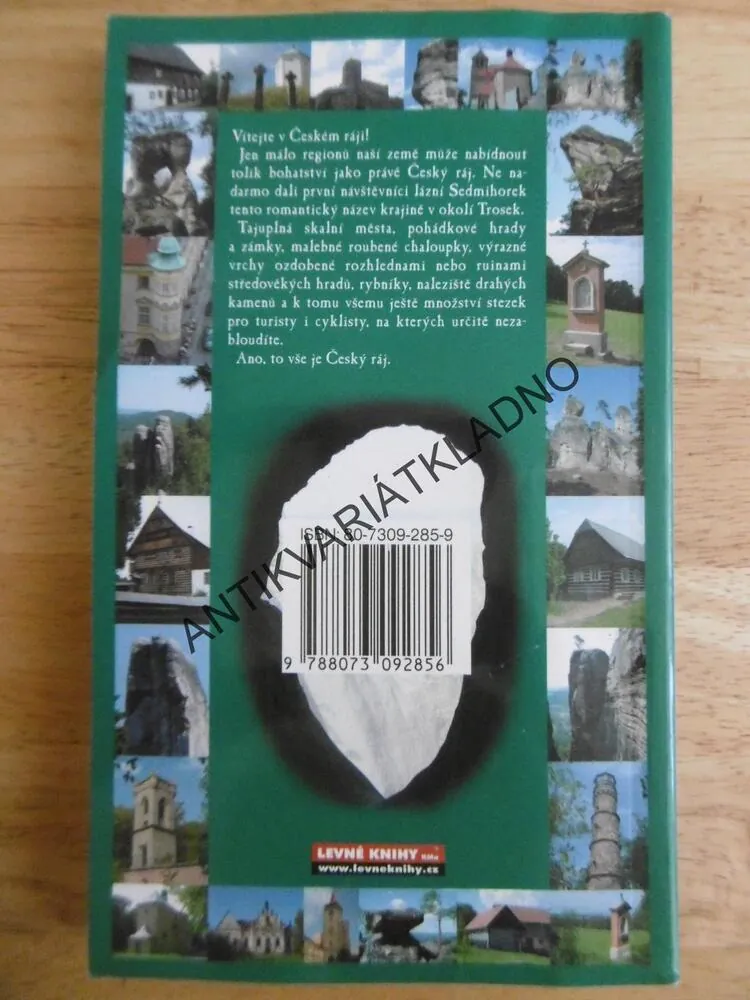 Vítejte v Českém ráji!
Jen málo regionů naší země může nabídnout
tolik bohatství jako právě Český ráj. Ne na-
darmo dali první návštěvníci lázní Sedmihorek
tento romantický název krajině v okolí Trosek.
Tajuplná skalní města, pohádkové hrady
a zámky, malebné roubené chaloupky, výrazné
vrchy ozdobené rozhlednami nebo ruinami
středověkých hradů, rybníky, naleziště drahých
kamenů a k tomu všemu ještě množství stezek
pro turisty i cyklisty, na kterých určitě neza-
bloudíte.
Ano, to vše je Český ráj.
ANTIKVARIÁTKLADNO
ISBN: 80-7309-285-9
9 788073 092856
LEVNÉ KNIHY KMa
www.levneknihy.cz